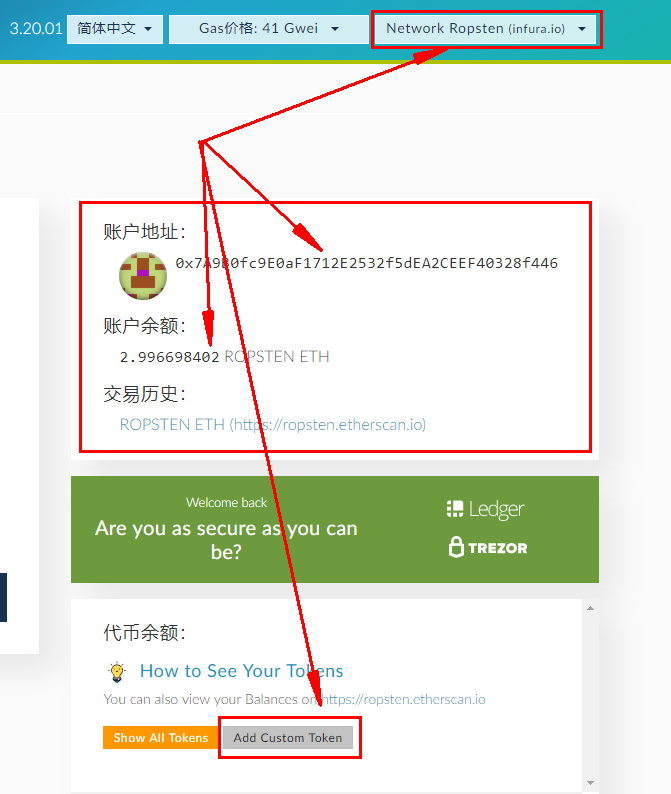 3.20.01 简体中文 Gas价格: 41 Gwei Network Ropsten (infura.io)
账户地址:
0x7A9B0fc9E0aF1712E2532f5dEA2CEEF40328f446
账户余额:
2.996698402 ROPSTEN ETH
交易历史:
ROPSTEN ETH (https://ropsten.etherscan.io)
Welcome back
Are you as secure as you can
be?
Ledger
TREZOR
代币余额:
How to See Your Tokens
You can also view your Balances on https://ropsten.etherscan.io
Show All Tokens Add Custom Token